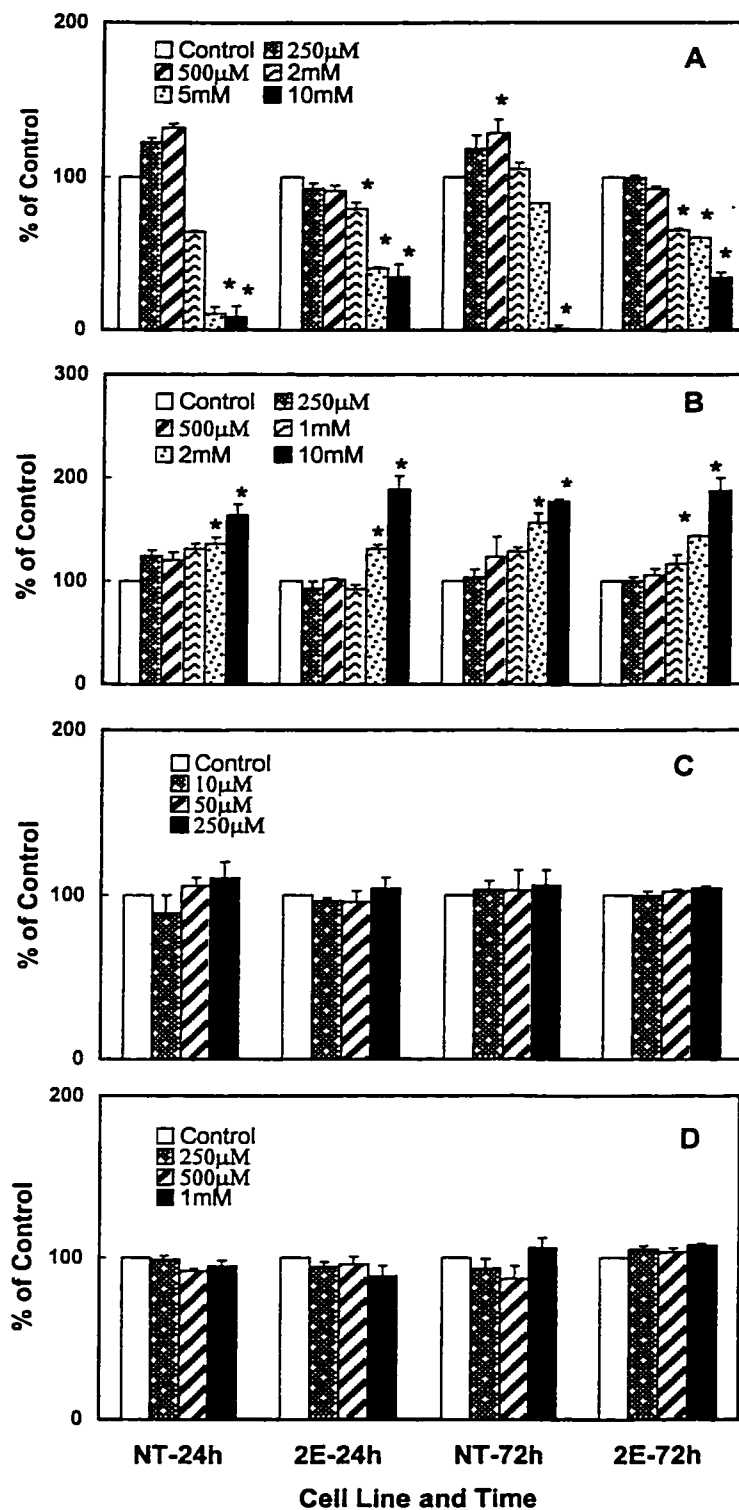 200
Control 250µM
500µM 2mM
5mM 10mM
A
*
* * * * * * * * *
100
% of Control
0
300
Control 250µM
500µM 1mM
2mM 10mM
B
* * * * * * * *
200
100
% of Control
0
200
Control
10µM
50µM
250µM
C
100
% of Control
0
200
Control
250µM
500µM
1mM
D
100
% of Control
0
NT-24h 2E-24h NT-72h 2E-72h
Cell Line and Time